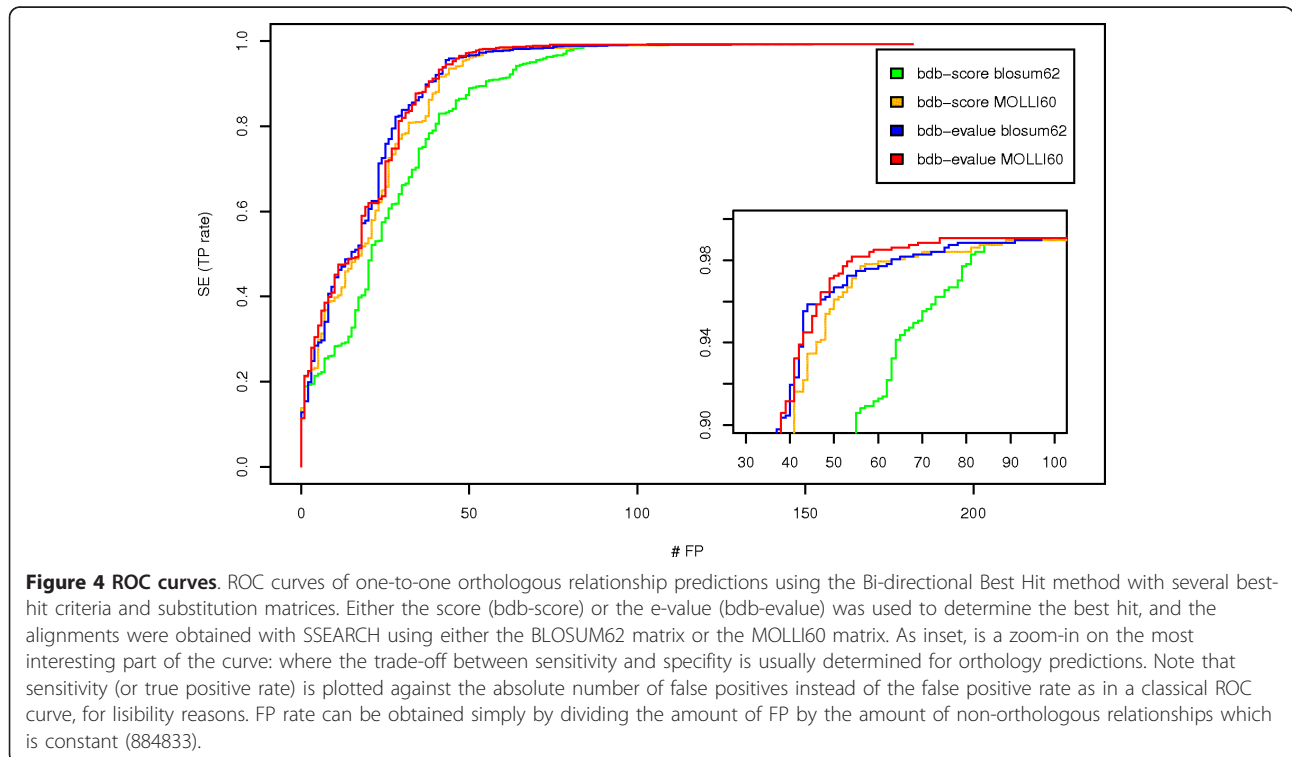 1.0
0.8
0.6
0.4
0.2
0.0
SE (TP rate)
bdb-score blosum62
bdb-score MOLLI60
bdb-evalue blosum62
bdb-evalue MOLLI60
0.98
0.94
0.90
30 40 50 60 70 80 90 100
0 50 100 150 200
# FP
Figure 4 ROC curves. ROC curves of one-to-one orthologous relationship predictions using the Bi-directional Best Hit method with several best-
hit criteria and substitution matrices. Either the score (bdb-score) or the e-value (bdb-evalue) was used to determine the best hit, and the
alignments were obtained with SSEARCH using either the BLOSUM62 matrix or the MOLLI60 matrix. As inset, is a zoom-in on the most
interesting part of the curve: where the trade-off between sensitivity and specifity is usually determined for orthology predictions. Note that
sensitivity (or true positive rate) is plotted against the absolute number of false positives instead of the false positive rate as in a classical ROC
curve, for lisibility reasons. FP rate can be obtained simply by dividing the amount of FP by the amount of non-orthologous relationships which
is constant (884833).